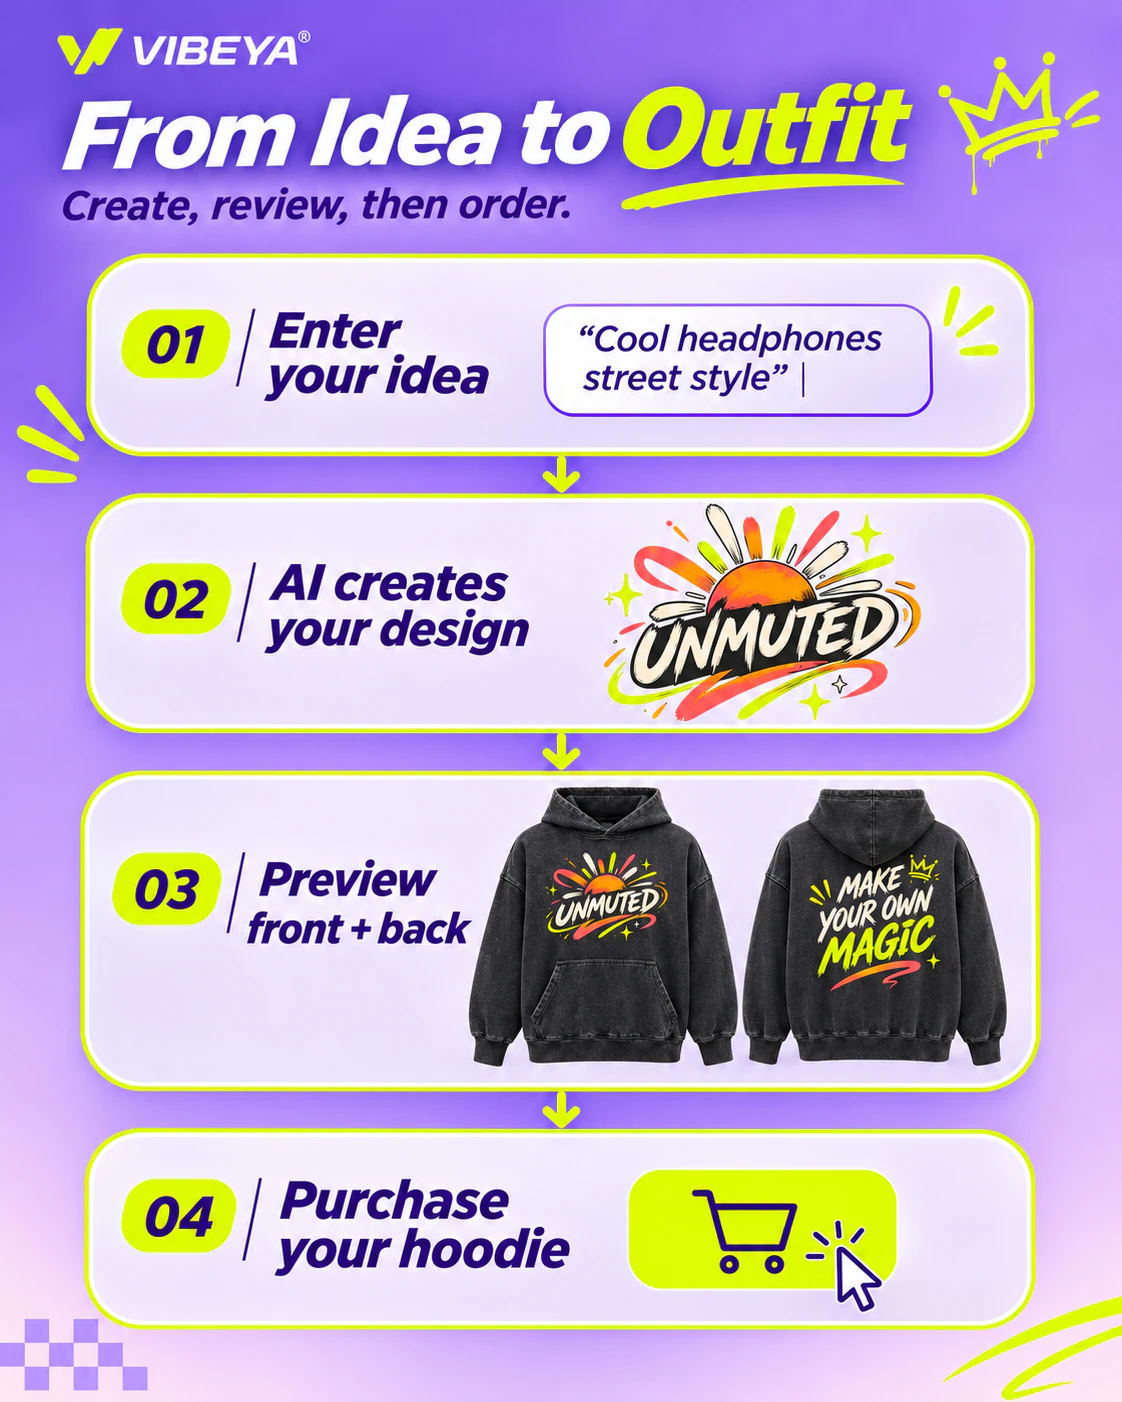 VIBEYA®
From Idea to Outfit
Create, review, then order.
01
Enter
your idea
“Cool headphones
street style” |
02
AI creates
your design
UNMUTED
03
Preview
front + back
UNMUTED
MAKE
YOUR OWN
MAGIC
04
Purchase
your hoodie